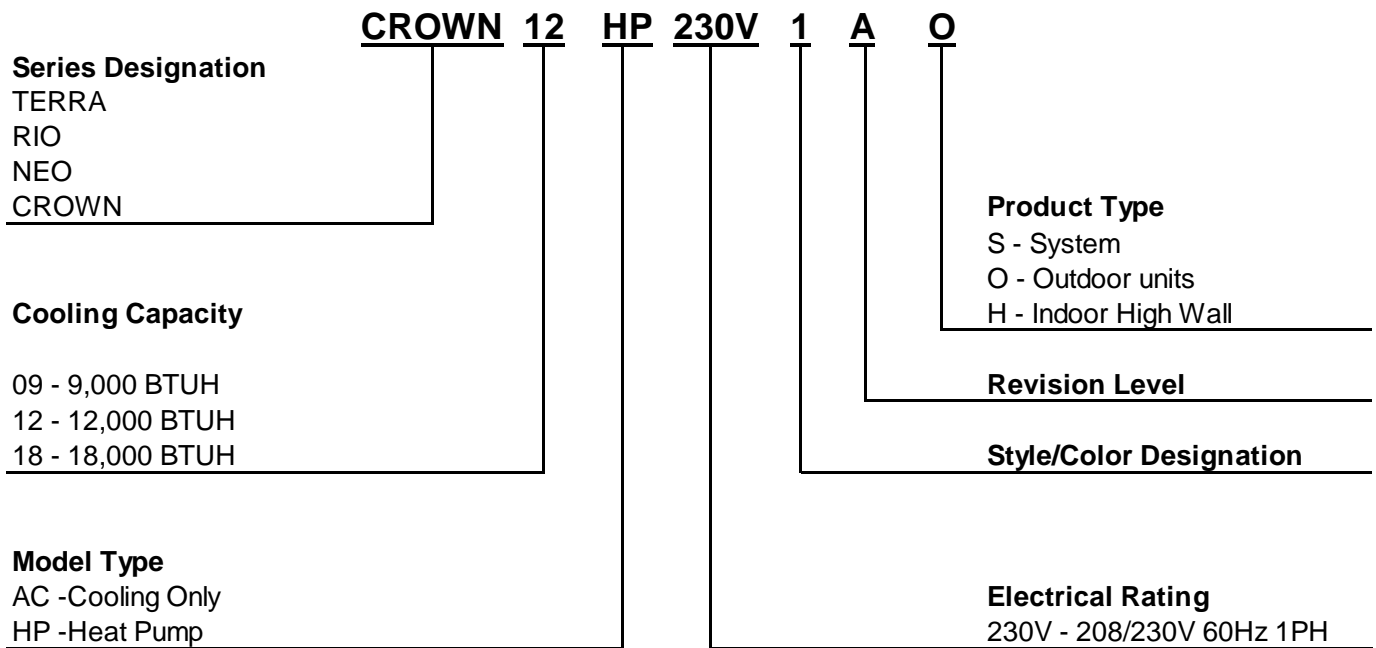 CROWN 12 HP 230V 1 A O
Series Designation
TERRA
RIO
NEO
CROWN
Cooling Capacity
09 - 9,000 BTUH
12 - 12,000 BTUH
18 - 18,000 BTUH
Model Type
AC -Cooling Only
HP -Heat Pump
Product Type
S - System
O - Outdoor units
H - Indoor High Wall
Revision Level
Style/Color Designation
Electrical Rating
230V - 208/230V 60Hz 1PH